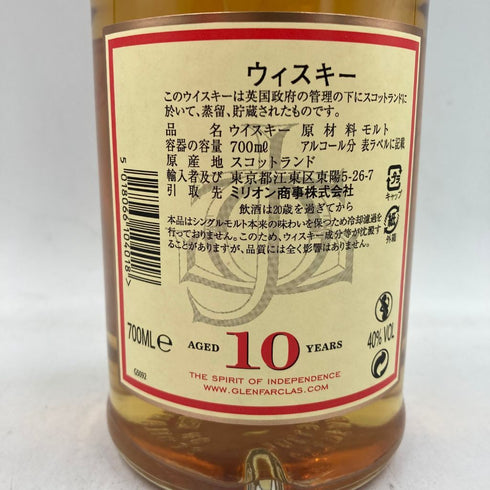 ウィスキー
このウイスキーは英国政府の管理の下にスコットランドに
於いて、蒸留、貯蔵されたものです。
品名 ウイスキー 原材料 モルト
容器の容量 700㎖ アルコール分 表ラベルに記載
原産地 スコットランド
輸入者及び 東京都江東区東陽5-26-7
引取先 ミリオン商事株式会社
飲酒は20歳を過ぎてから
本品はシングルモルト本来の味わいを保つため冷却濾過を
行っておりません。このため、ウイスキー成分等が沈澱す
ることがありますが、品質には全く影響はありません。
キャップ
外箱
5 018066 104078>
700ML e
AGED 10 YEARS
40% VOL
THE SPIRIT OF INDEPENDENCE
WWW.GLENFARCLAS.COM